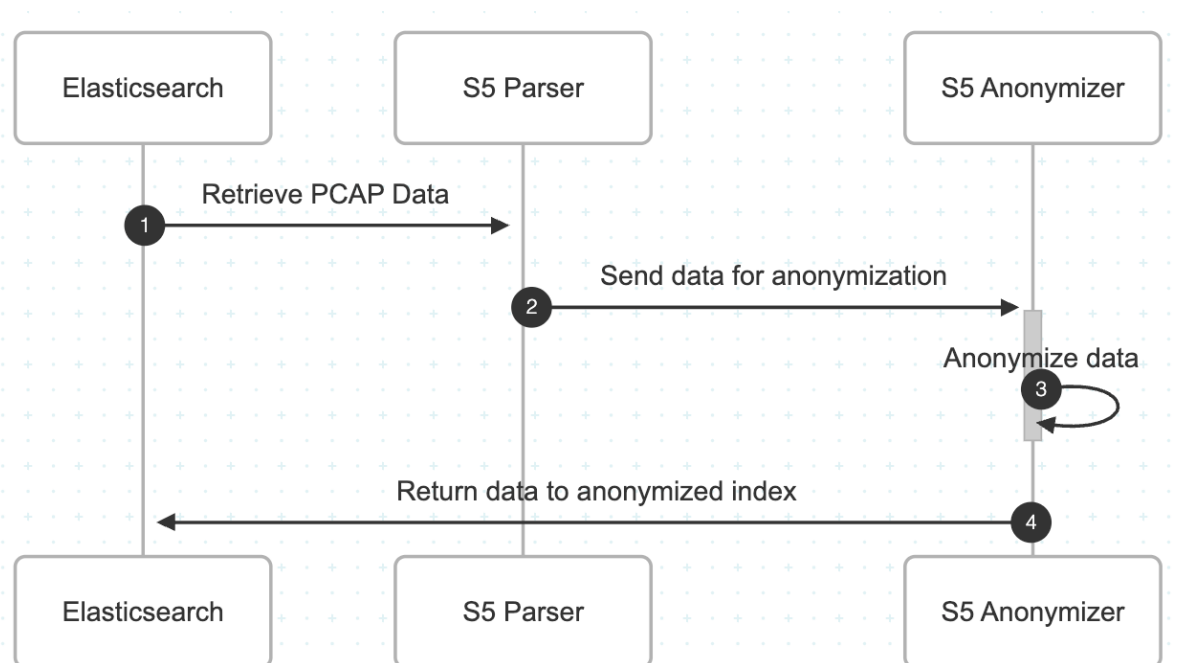 Elasticsearch
S5 Parser
S5 Anonymizer
Retrieve PCAP Data
1
Send data for anonymization
2
Anonymize data
3
Return data to anonymized index
4
Elasticsearch
S5 Parser
S5 Anonymizer